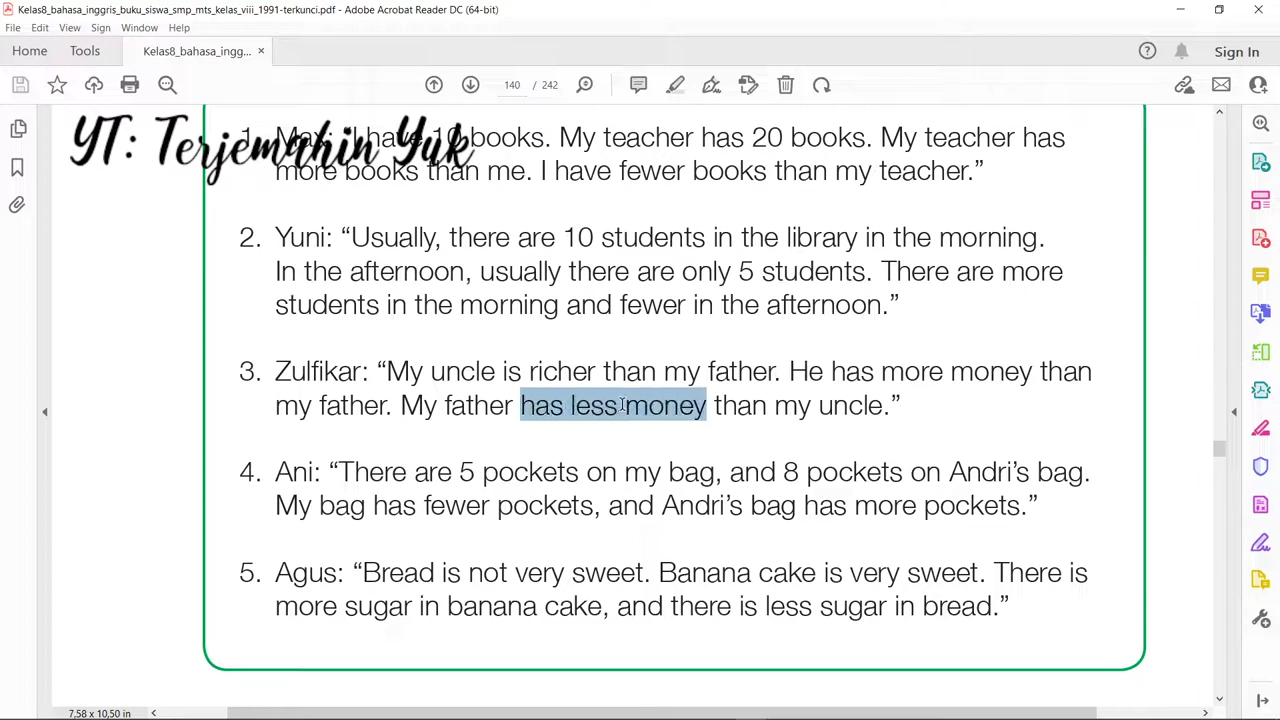 Kelas8_bahasa_inggris_buku_siswa_smp_mts_kelas_viii_1991-terkunci.pdf - Adobe Acrobat Reader DC (64-bit)
File Edit View Sign Window Help
Home Tools Kelas8_bahasa_ingg... × Sign In
140 / 242
YT: Terjemahin Yuk
1. Max: “I have 10 books. My teacher has 20 books. My teacher has
more books than me. I have fewer books than my teacher.”
2. Yuni: “Usually, there are 10 students in the library in the morning.
In the afternoon, usually there are only 5 students. There are more
students in the morning and fewer in the afternoon.”
3. Zulfikar: “My uncle is richer than my father. He has more money than
my father. My father has less money than my uncle.”
4. Ani: “There are 5 pockets on my bag, and 8 pockets on Andri’s bag.
My bag has fewer pockets, and Andri’s bag has more pockets.”
5. Agus: “Bread is not very sweet. Banana cake is very sweet. There is
more sugar in banana cake, and there is less sugar in bread.”
7,58 x 10,50 in